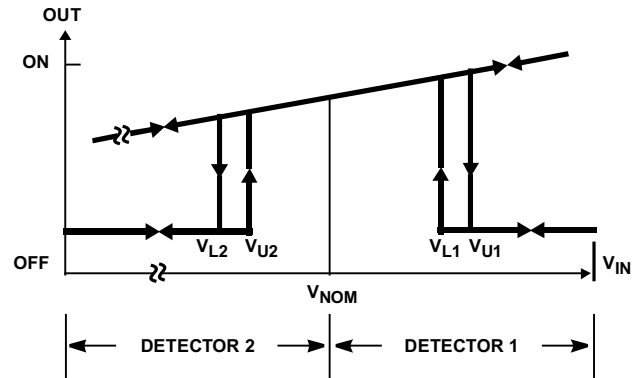 OUT
ON
OFF
VL2 VU2 VL1 VU1
VIN
VNOM
DETECTOR 2 DETECTOR 1